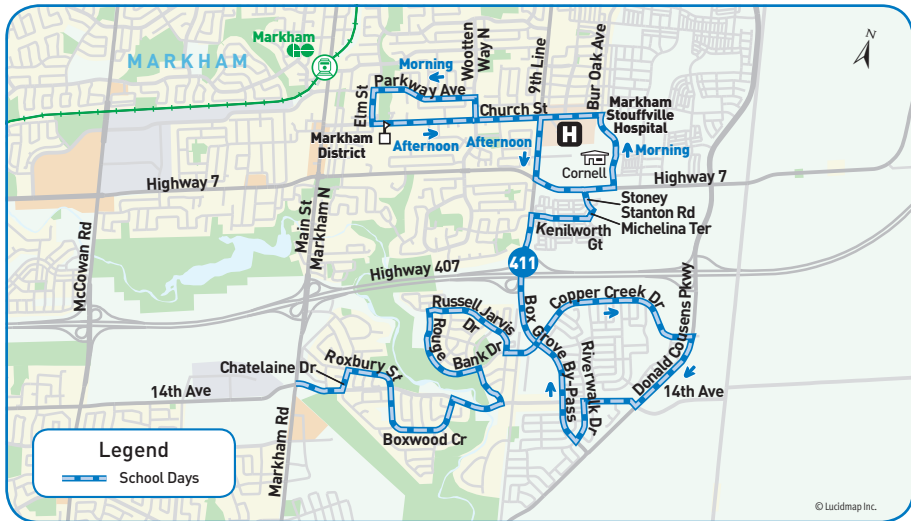 N
Markham
MARKHAM
Wootten
Way N
9th Line
Bur Oak Ave
Morning
Parkway Ave
Elm St
Church St
Markham
Stouffville
Hospital
H
Markham
District
Afternoon
Afternoon
Morning
Cornell
Highway 7
Highway 7
Stoney
Stanton Rd
Michelina Ter
Kenilworth
Gt
Main St
Markham N
McCowan Rd
411
Highway 407
Donald Cousens Pkwy
Copper Creek Dr
Russell Jarvis
Dr
Box Grove By-Pass
Rouge
Bank Dr
Riverwalk Dr
Roxbury St
Chatelaine Dr
14th Ave
14th Ave
Markham Rd
Boxwood Cr
Legend
School Days
© Lucidmap Inc.